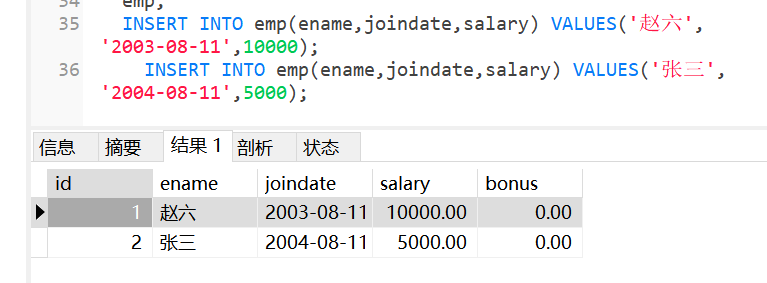 34 emp;
35 INSERT INTO emp(ename,joindate,salary) VALUES('赵六',
'2003-08-11',10000);
36 INSERT INTO emp(ename,joindate,salary) VALUES('张三',
'2004-08-11',5000);
信息 摘要 结果 1 剖析 状态
id ename joindate salary bonus
1 赵六 2003-08-11 10000.00 0.00
2 张三 2004-08-11 5000.00 0.00